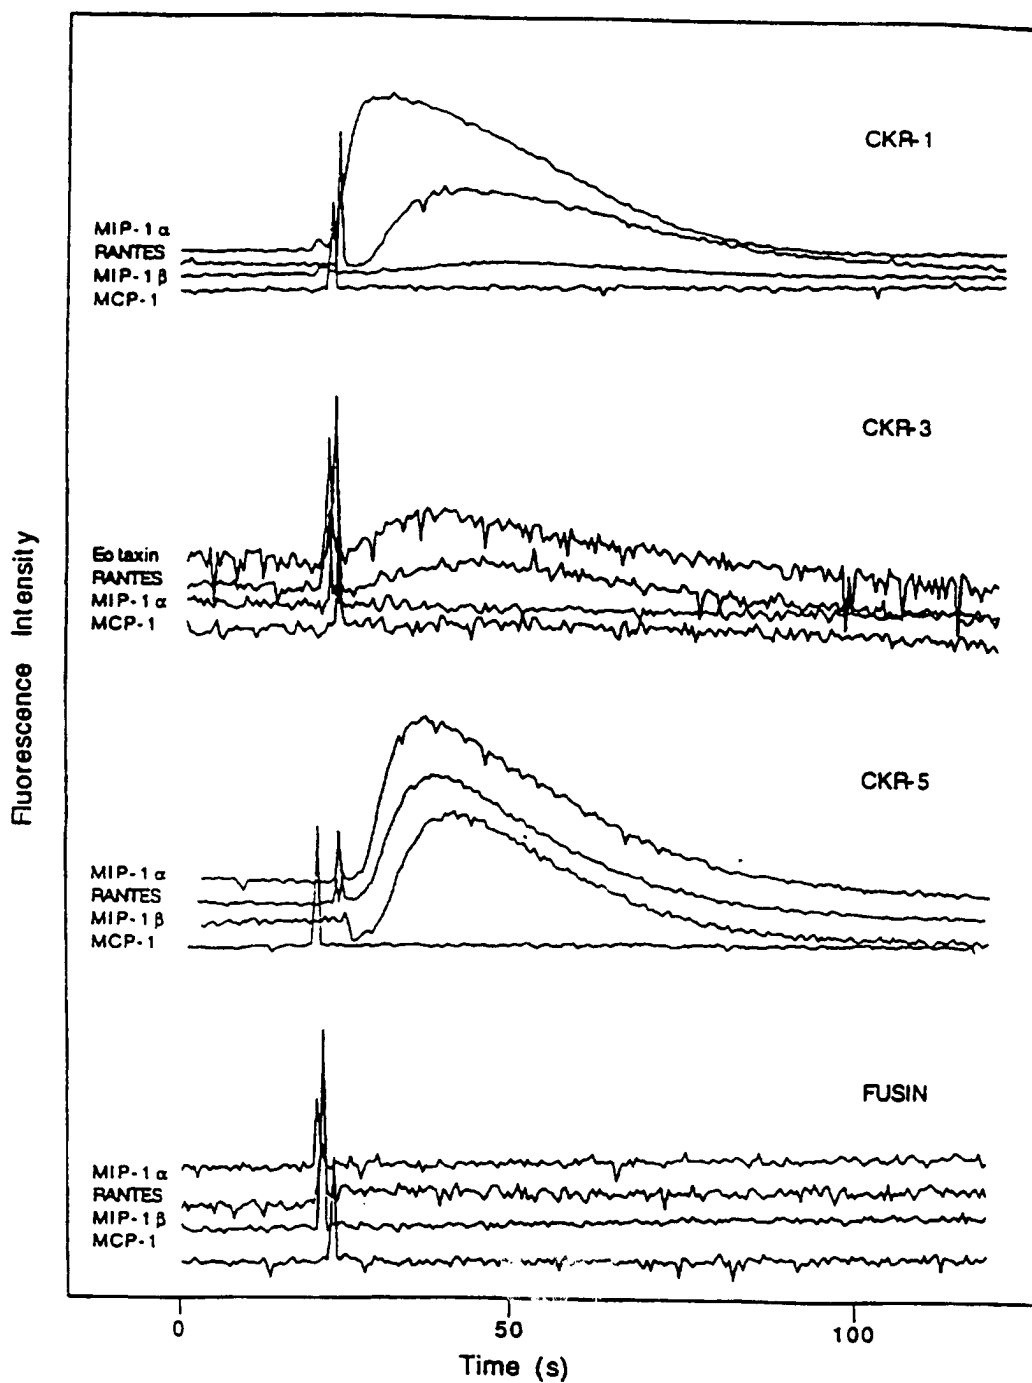 CKR-1
MIP-1α
RANTES
MIP-1β
MCP-1
CKR-3
Eotaxin
RANTES
MIP-1α
MCP-1
Fluorescence Intensity
CKR-5
MIP-1α
RANTES
MIP-1β
MCP-1
FUSIN
MIP-1α
RANTES
MIP-1β
MCP-1
0
50
100
Time (s)